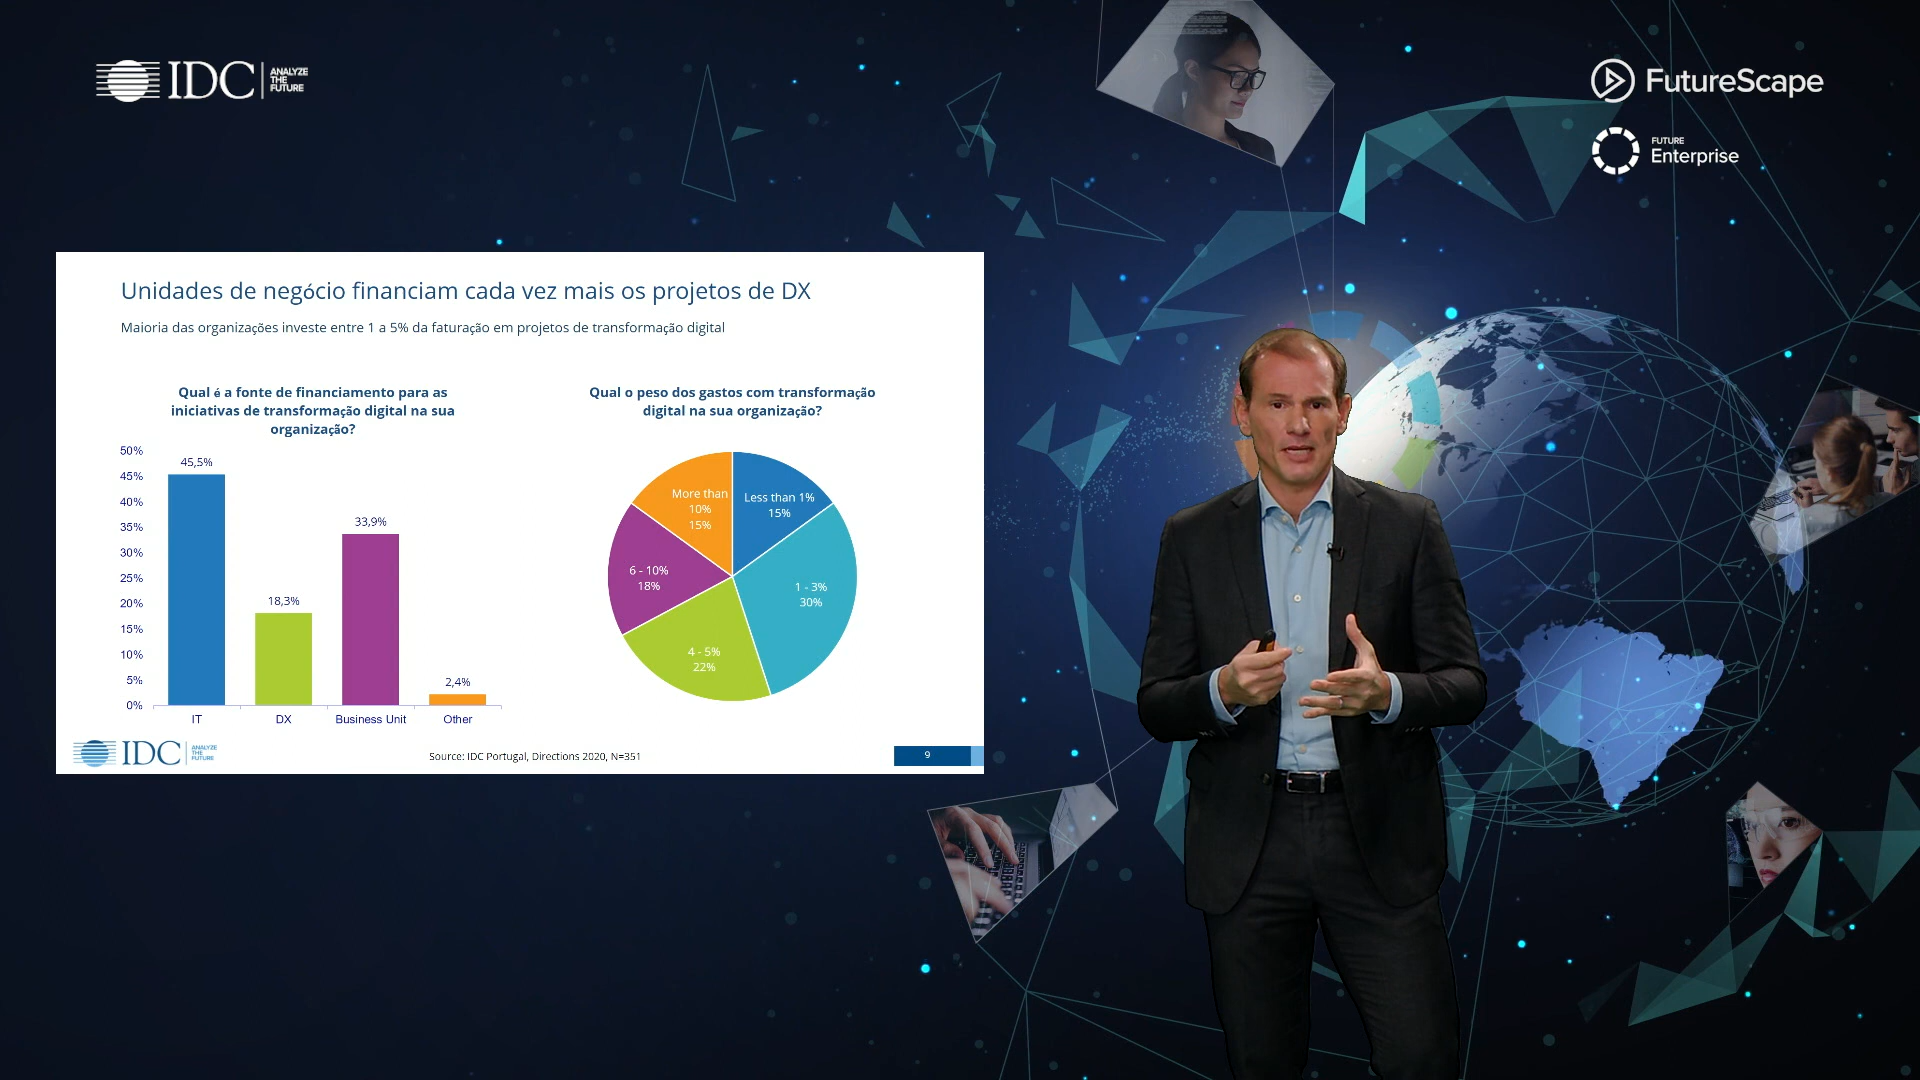 IDC
ANALYZE
THE
FUTURE
FutureScape
FUTURE
Enterprise
Unidades de negócio financiam cada vez mais os projetos de DX
Maioria das organizações investe entre 1 a 5% da faturação em projetos de transformação digital
Qual é a fonte de financiamento para as
iniciativas de transformação digital na sua
organização?
50%
45%
40%
35%
30%
25%
20%
15%
10%
5%
0%
45,5%
18,3%
33,9%
2,4%
IT
DX
Business Unit
Other
Qual o peso dos gastos com transformação
digital na sua organização?
More than
10%
15%
Less than 1%
15%
6 - 10%
18%
1 - 3%
30%
4 - 5%
22%
IDC
ANALYZE
THE
FUTURE
Source: IDC Portugal, Directions 2020, N=351
9